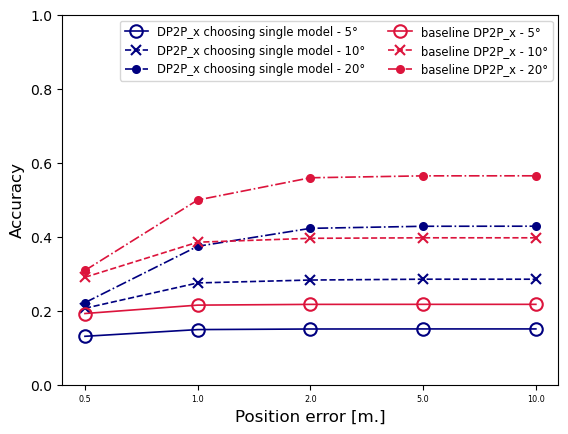 DP2P_x choosing single model - 5°
DP2P_x choosing single model - 10°
DP2P_x choosing single model - 20°
baseline DP2P_x - 5°
baseline DP2P_x - 10°
baseline DP2P_x - 20°
1.0
0.8
0.6
0.4
0.2
0.0
Accuracy
0.5 1.0 2.0 5.0 10.0
Position error [m.]